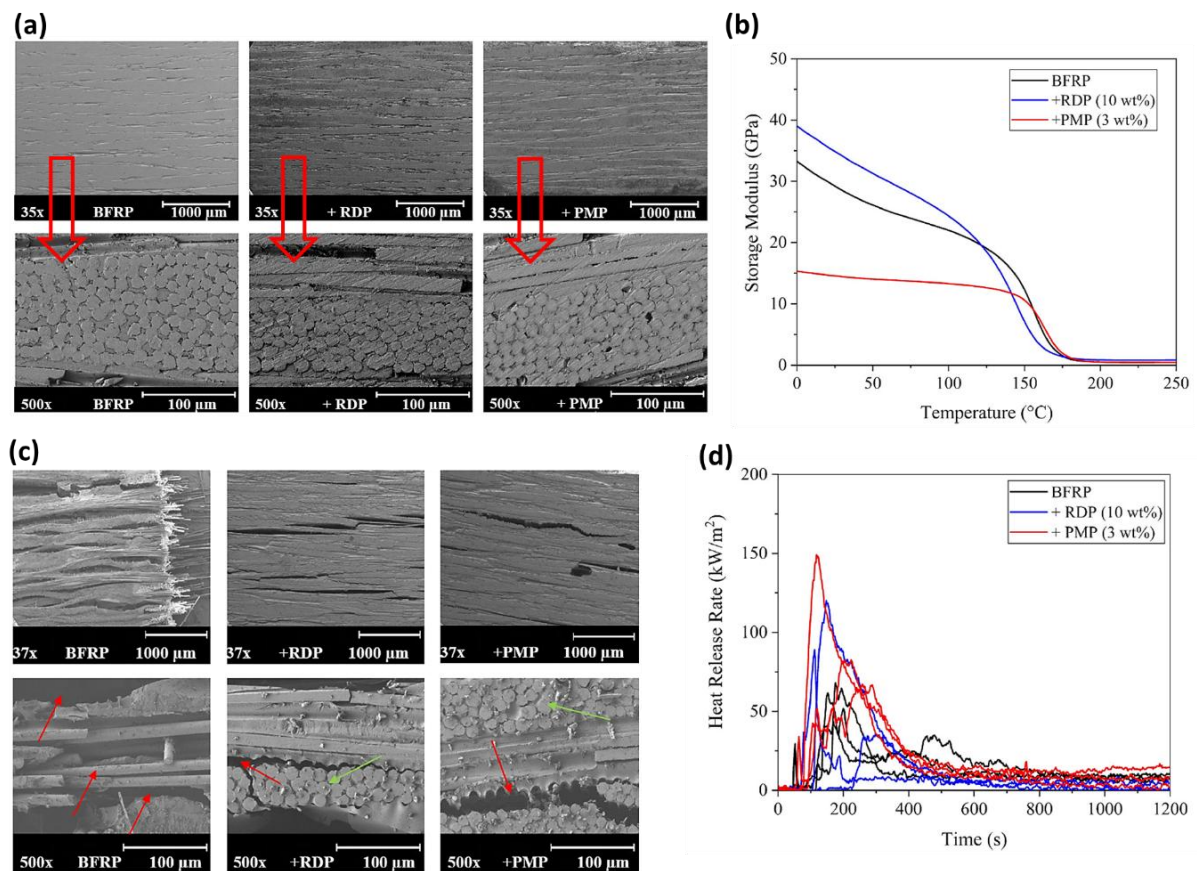 (a)
35x BFRP 1000 µm
35x + RDP 1000 µm
35x + PMP 1000 µm
500x BFRP 100 µm
500x + RDP 100 µm
500x + PMP 100 µm
(b)
BFRP
+RDP (10 wt%)
+PMP (3 wt%)
Storage Modulus (GPa)
50
40
30
20
10
0
0 50 100 150 200 250
Temperature (°C)
(c)
37x BFRP 1000 µm
37x +RDP 1000 µm
37x +PMP 1000 µm
500x BFRP 100 µm
500x +RDP 100 µm
500x +PMP 100 µm
(d)
BFRP
+ RDP (10 wt%)
+ PMP (3 wt%)
Heat Release Rate (kW/m²)
200
150
100
50
0
0 200 400 600 800 1000 1200
Time (s)